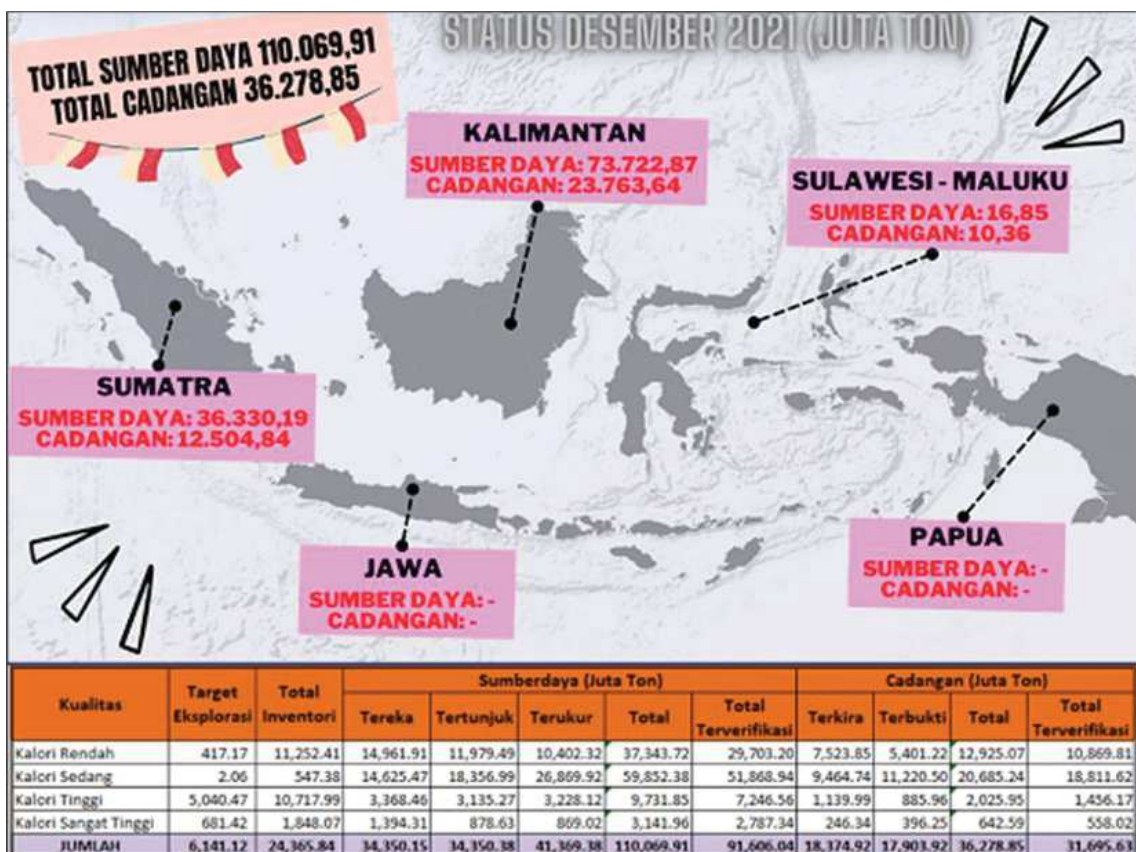 STATUS DESEMBER 2021 (JUTA TON)
TOTAL SUMBER DAYA 110.069,91
TOTAL CADANGAN 36.278,85
KALIMANTAN
SUMBER DAYA: 73.722,87
CADANGAN: 23.763,64
SULAWESI - MALUKU
SUMBER DAYA: 16,85
CADANGAN: 10,36
SUMATRA
SUMBER DAYA: 36.330,19
CADANGAN: 12.504,84
JAWA
SUMBER DAYA: -
CADANGAN: -
PAPUA
SUMBER DAYA: -
CADANGAN: -
Kualitas Target Eksplorasi Total Inventori Sumberdaya (Juta Ton) Cadangan (Juta Ton)
Tereka Tertunjuk Terukur Total Total Terverifikasi Terkira Terbukti Total Total Terverifikasi
Kalori Rendah 417.17 11,252.41 14,961.91 11,979.49 10,402.32 37,343.72 29,703.20 7,523.85 5,401.22 12,925.07 10,869.81
Kalori Sedang 2.06 547.38 14,625.47 18,356.99 26,869.92 59,852.38 51,868.94 9,464.74 11,220.50 20,685.24 18,811.62
Kalori Tinggi 5,040.47 10,717.99 3,368.46 3,135.27 3,228.12 9,731.85 7,246.56 1,139.99 885.96 2,025.95 1,456.17
Kalori Sangat Tinggi 681.42 1,848.07 1,394.31 878.63 869.02 3,141.96 2,787.34 246.34 396.25 642.59 558.02
JUMLAH 6,141.12 24,365.84 34,350.15 34,350.38 41,369.38 110,069.91 91,606.04 18,374.92 17,903.92 36,278.85 31,695.63